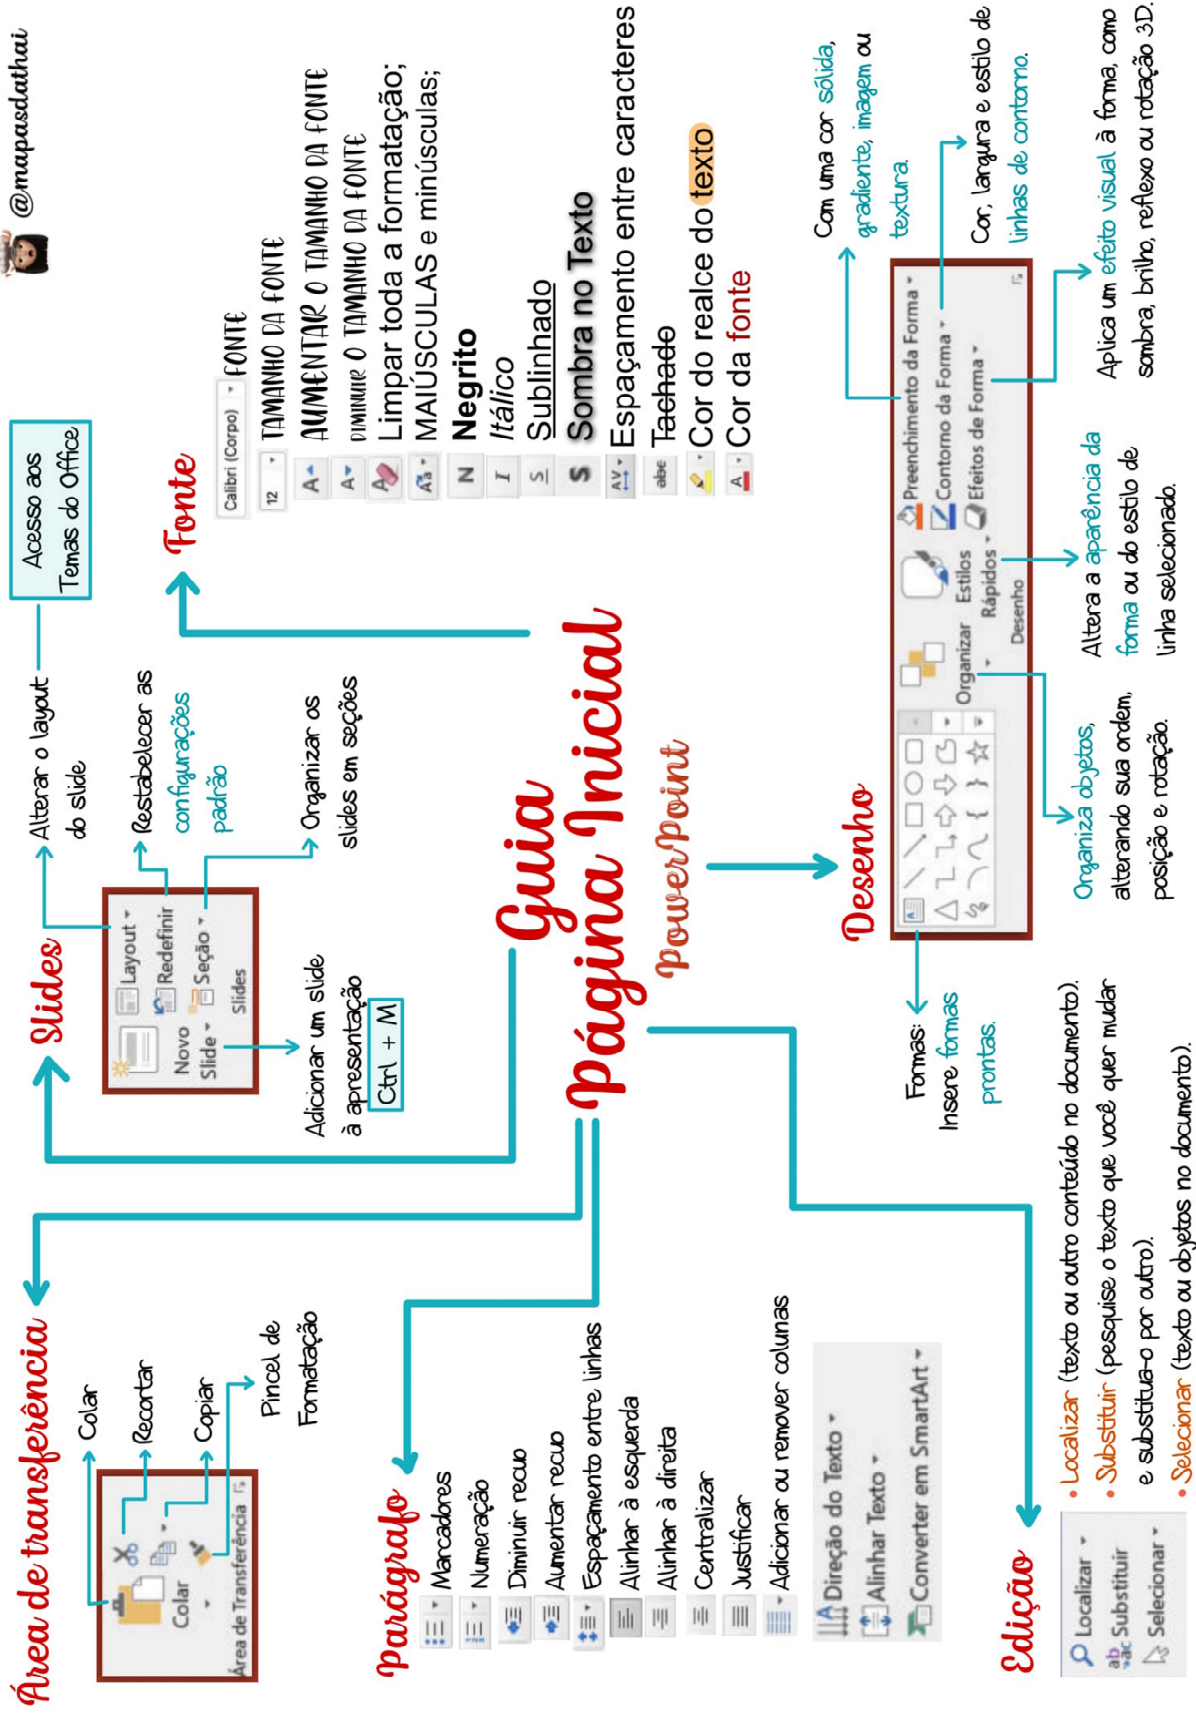 @mapasdathai
Área de transferência
Colar
Área de Transferência
Colar
Recortar
Copiar
Pincel de
Formatação
Slides
Novo
Slide
Layout
Redefinir
Seção
Slides
Alterar o layout
do slide
Acesso aos
Temas do Office
Restabelecer as
configurações
padrão
Organizar os
slides em seções
Adicionar um slide
à apresentação
Ctrl + M
Fonte
Calibri (Corpo)
FONTE
12
TAMANHO DA FONTE
A
AUMENTAR O TAMANHO DA FONTE
A
DIMINUIR O TAMANHO DA FONTE
A
Limpar toda a formatação;
Aa
MAIÚSCULAS e minúsculas;
N
Negrito
I
Itálico
S
Sublinhado
S
Sombra no Texto
AV
Espaçamento entre caracteres
abc
Tachado
Cor do realce do texto
A
Cor da fonte
Guia
Página Inicial
PowerPoint
Parágrafo
Marcadores
Numeração
Diminuir recuo
Aumentar recuo
Espaçamento entre linhas
Alinhar à esquerda
Alinhar à direita
Centralizar
Justificar
Adicionar ou remover colunas
Direção do Texto
Alinhar Texto
Converter em SmartArt
Desenho
Organizar
Estilos
Rápidos
Preenchimento da Forma
Contorno da Forma
Efeitos de Forma
Desenho
Formas:
Insere formas
prontas.
Organiza objetos,
alterando sua ordem,
posição e rotação.
Altera a aparência da
forma ou do estilo de
linha selecionado.
Com uma cor sólida,
gradiente, imagem ou
textura.
Cor, largura e estilo de
linhas de contorno.
Aplica um efeito visual à forma, como
sombra, brilho, reflexo ou rotação 3D.
Edição
Localizar
ab
ac Substituir
Selecionar
• Localizar (texto ou outro conteúdo no documento).
• Substituir (pesquise o texto que você quer mudar
e substitua-o por outro).
• Selecionar (texto ou objetos no documento).